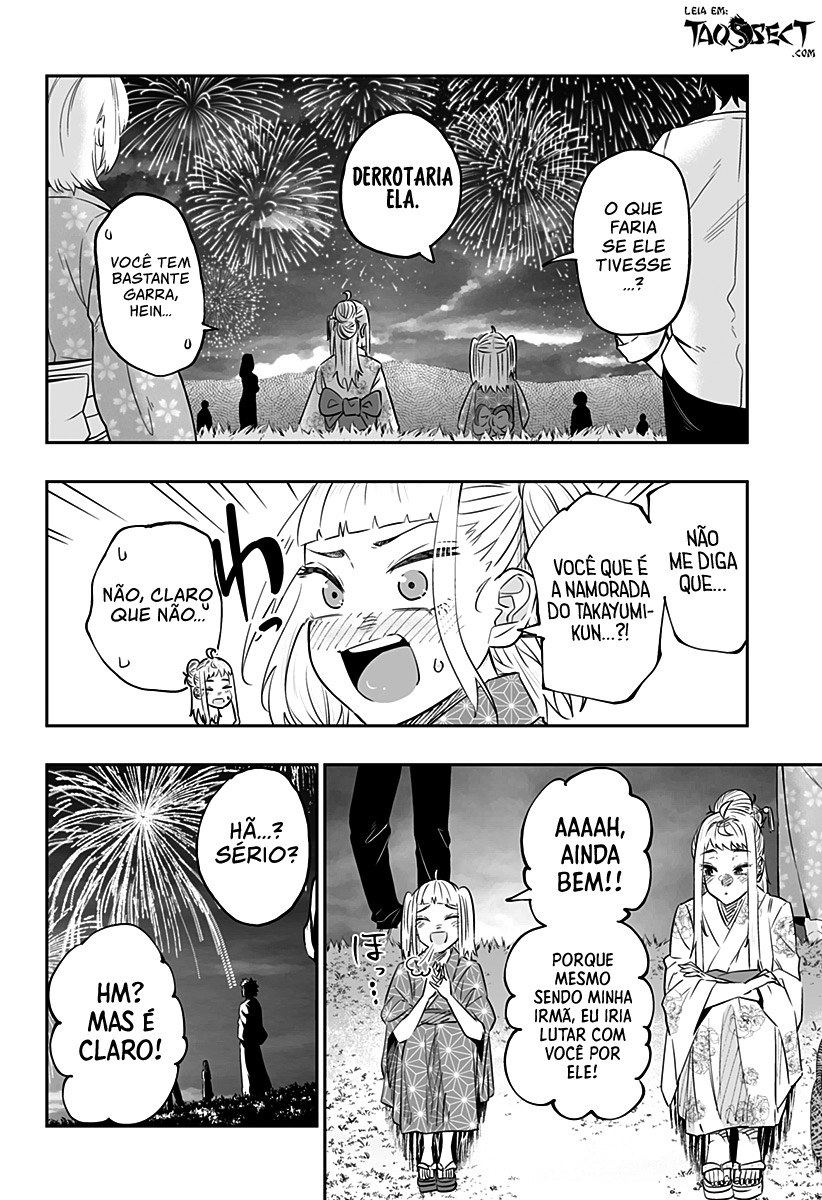 LEIA EM:
TAOSECT
.COM
O QUE
FARIA
SE ELE
TIVESSE
...?
DERROTARIA
ELA.
VOCÊ TEM
BASTANTE
GARRA,
HEIN...
NÃO
ME DIGA
QUE...
VOCÊ QUE É
A NAMORADA
DO TAKAYUMI-
KUN...?!
NÃO, CLARO
QUE NÃO...
AAAAH,
AINDA
BEM!!
PORQUE
MESMO
SENDO MINHA
IRMÃ, EU IRIA
LUTAR COM
VOCÊ POR
ELE!
ほっ…
HÃ...?
SÉRIO?
HM?
MAS É
CLARO!